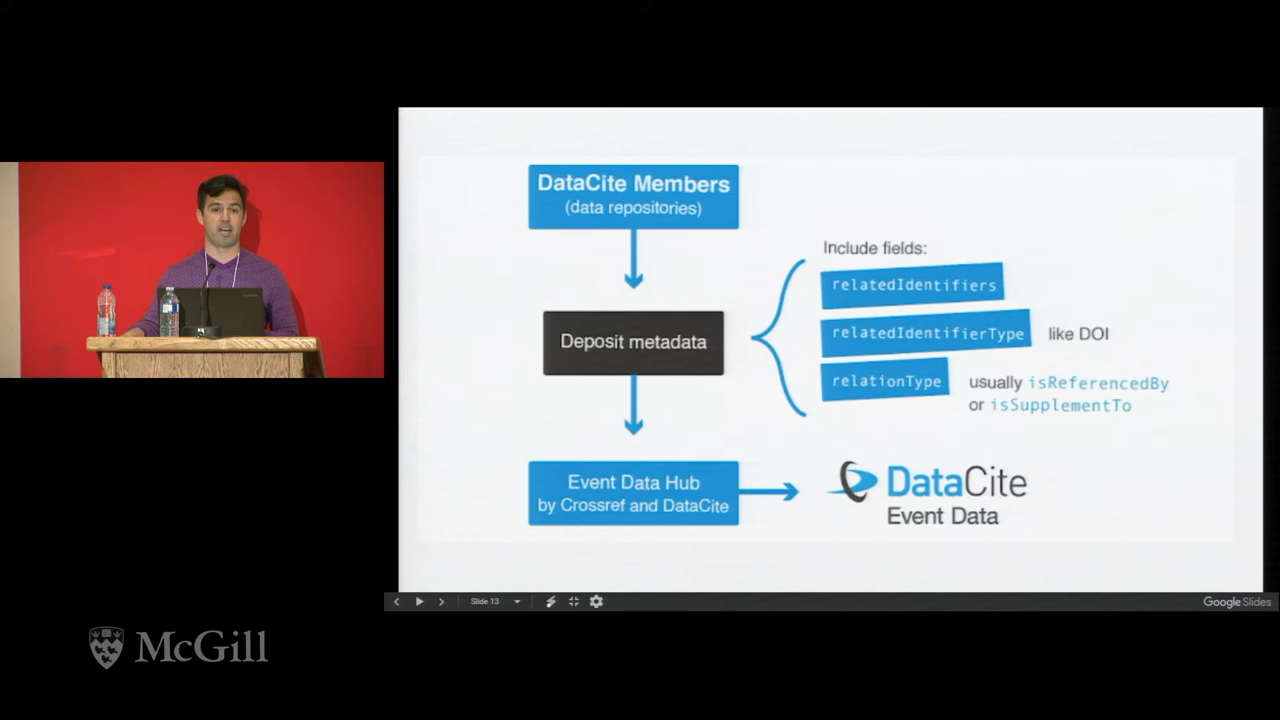 DataCite Members
(data repositories)
Include fields:
relatedIdentifiers
relatedIdentifierType like DOI
Deposit metadata
relationType usually isReferencedBy
or isSupplementTo
Event Data Hub
by Crossref and DataCite
DataCite
Event Data
Slide 13
Google Slides
McGill